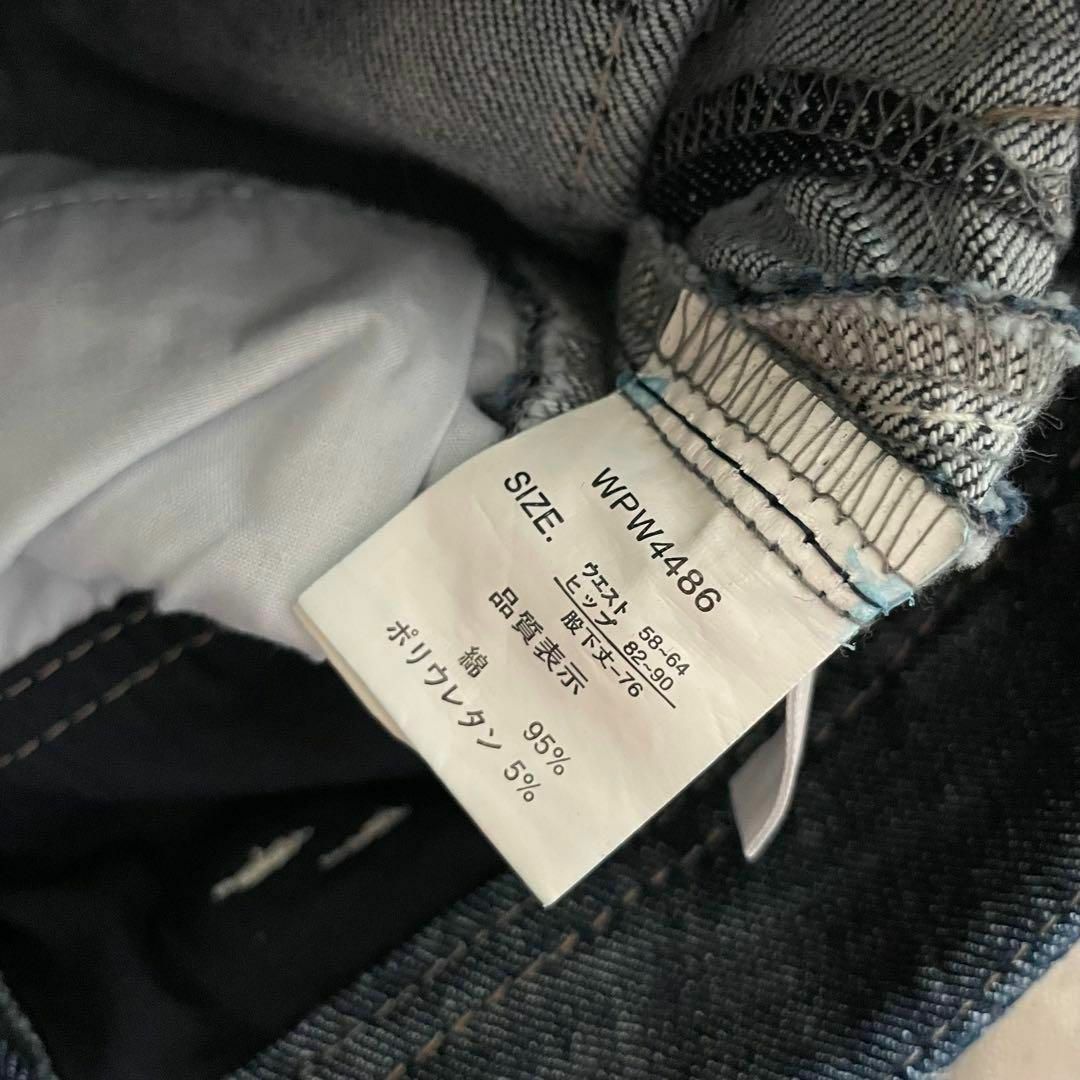 WPW4486
SIZE.
ウエスト 58~64
ヒップ 82~90
股下丈-76
品質表示
綿 95%
ポリウレタン 5%